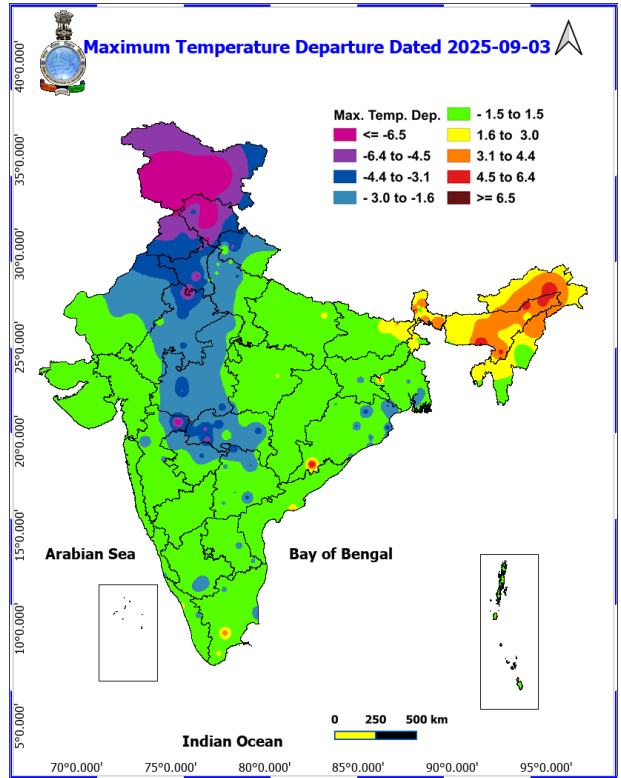 Maximum Temperature Departure Dated 2025-09-03
Max. Temp. Dep.
<= -6.5
-6.4 to -4.5
-4.4 to -3.1
- 3.0 to -1.6
- 1.5 to 1.5
1.6 to 3.0
3.1 to 4.4
4.5 to 6.4
>= 6.5
40°0.000'
35°0.000'
30°0.000'
25°0.000'
20°0.000'
15°0.000'
10°0.000'
5°0.000'
Arabian Sea
Bay of Bengal
Indian Ocean
0 250 500 km
70°0.000' 75°0.000' 80°0.000' 85°0.000' 90°0.000' 95°0.000'